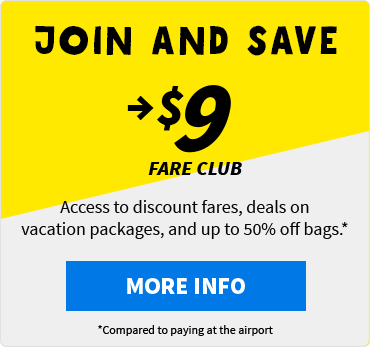 JOIN AND SAVE
→$9
FARE CLUB
Access to discount fares, deals on
vacation packages, and up to 50% off bags.*
MORE INFO
*Compared to paying at the airport